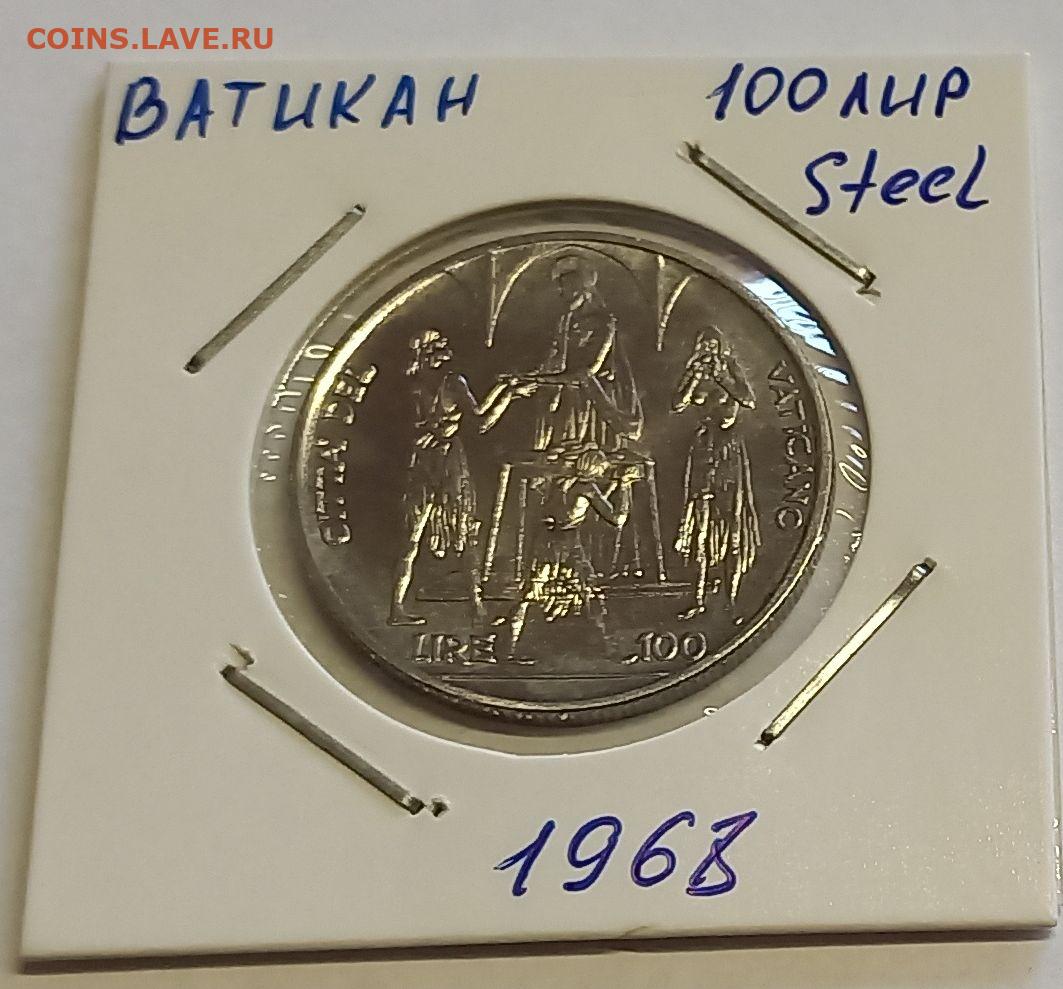 COINS.LAVE.RU
ВАТИКАН
100 ЛИР
Steel
CITTA DEL
VATICANO
LIRE 100
1968